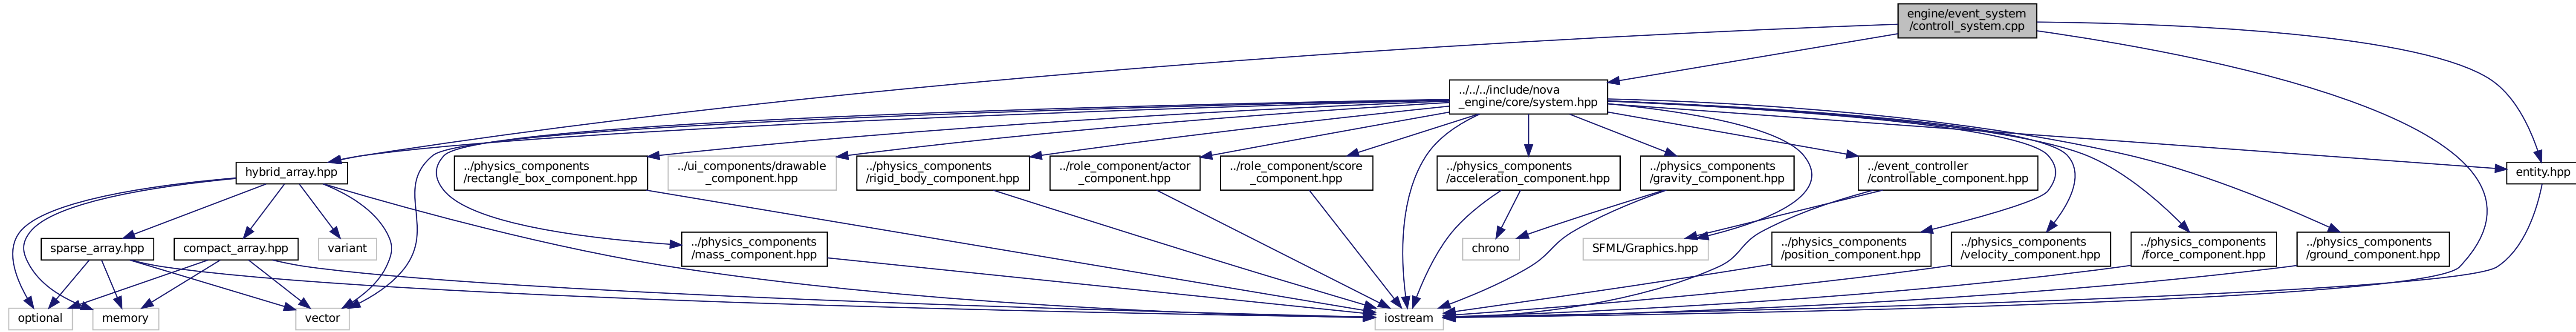 engine/event_system
/controll_system.cpp
../../../include/nova
_engine/core/system.hpp
hybrid_array.hpp
../physics_components
/rectangle_box_component.hpp
../ui_components/drawable
_component.hpp
../physics_components
/rigid_body_component.hpp
../role_component/actor
_component.hpp
../role_component/score
_component.hpp
../physics_components
/acceleration_component.hpp
../physics_components
/gravity_component.hpp
../event_controller
/controllable_component.hpp
entity.hpp
sparse_array.hpp
compact_array.hpp
variant
../physics_components
/mass_component.hpp
chrono
SFML/Graphics.hpp
../physics_components
/position_component.hpp
../physics_components
/velocity_component.hpp
../physics_components
/force_component.hpp
../physics_components
/ground_component.hpp
optional
memory
vector
iostream